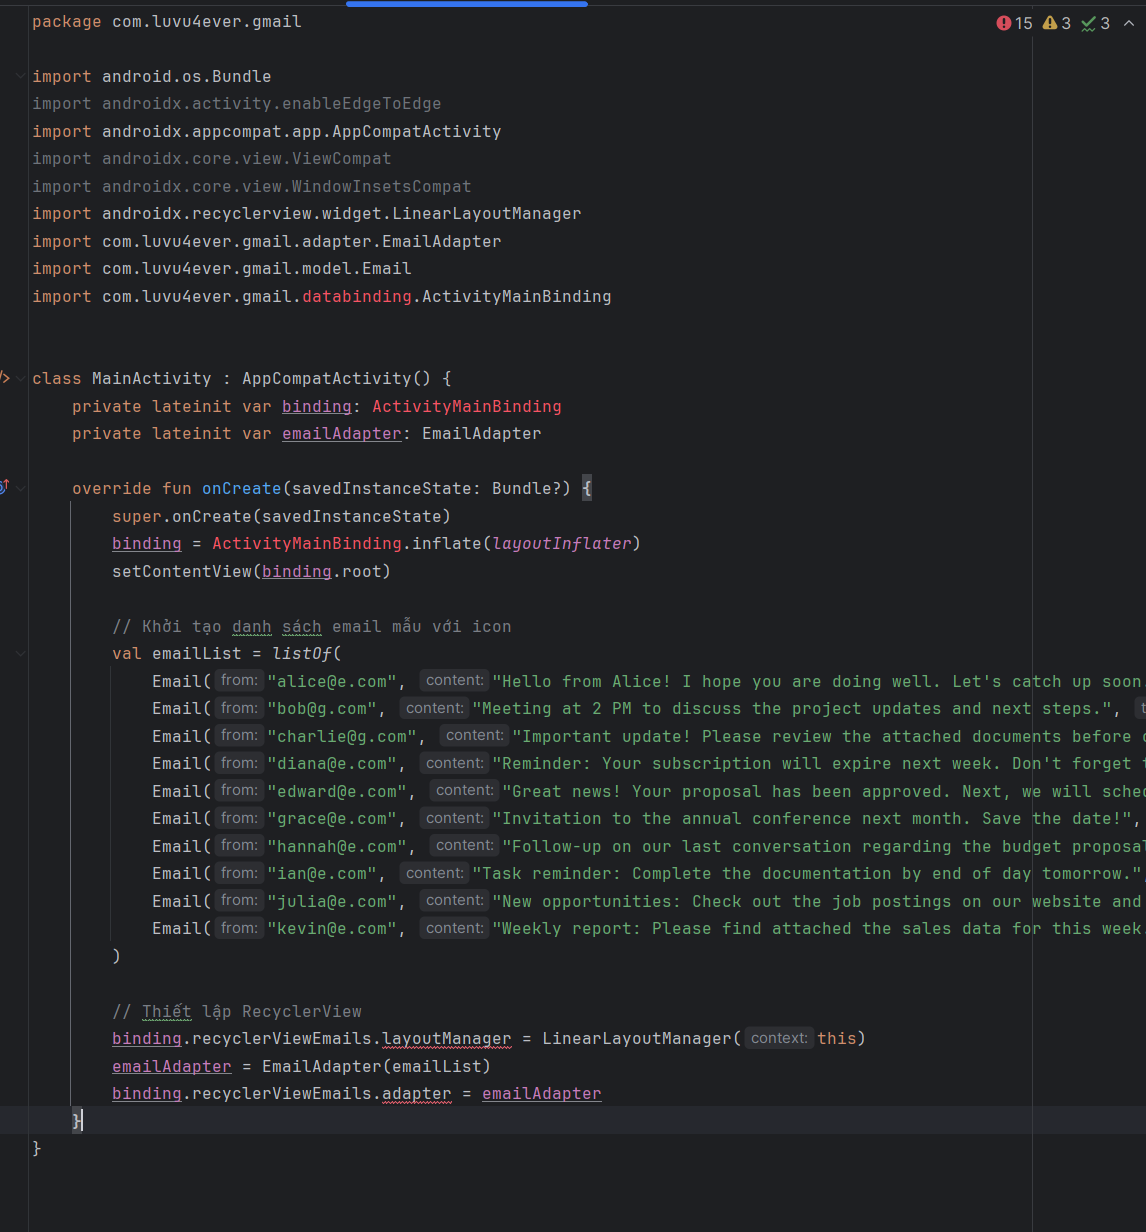 package com.luvu4ever.gmail
15 3 3
import android.os.Bundle
import androidx.activity.enableEdgeToEdge
import androidx.appcompat.app.AppCompatActivity
import androidx.core.view.ViewCompat
import androidx.core.view.WindowInsetsCompat
import androidx.recyclerview.widget.LinearLayoutManager
import com.luvu4ever.gmail.adapter.EmailAdapter
import com.luvu4ever.gmail.model.Email
import com.luvu4ever.gmail.databinding.ActivityMainBinding
class MainActivity : AppCompatActivity() {
private lateinit var binding: ActivityMainBinding
private lateinit var emailAdapter: EmailAdapter
override fun onCreate(savedInstanceState: Bundle?) {
super.onCreate(savedInstanceState)
binding = ActivityMainBinding.inflate(layoutInflater)
setContentView(binding.root)
// Khởi tạo danh sách email mẫu với icon
val emailList = listOf(
Email( from: "alice@e.com", content: "Hello from Alice! I hope you are doing well. Let's catch up soon.
Email( from: "bob@g.com", content: "Meeting at 2 PM to discuss the project updates and next steps.", t
Email( from: "charlie@g.com", content: "Important update! Please review the attached documents before
Email( from: "diana@e.com", content: "Reminder: Your subscription will expire next week. Don't forget
Email( from: "edward@e.com", content: "Great news! Your proposal has been approved. Next, we will sched
Email( from: "grace@e.com", content: "Invitation to the annual conference next month. Save the date!",
Email( from: "hannah@e.com", content: "Follow-up on our last conversation regarding the budget proposal
Email( from: "ian@e.com", content: "Task reminder: Complete the documentation by end of day tomorrow.",
Email( from: "julia@e.com", content: "New opportunities: Check out the job postings on our website and
Email( from: "kevin@e.com", content: "Weekly report: Please find attached the sales data for this week.
)
// Thiết lập RecyclerView
binding.recyclerViewEmails.layoutManager = LinearLayoutManager( context: this)
emailAdapter = EmailAdapter(emailList)
binding.recyclerViewEmails.adapter = emailAdapter
}
}